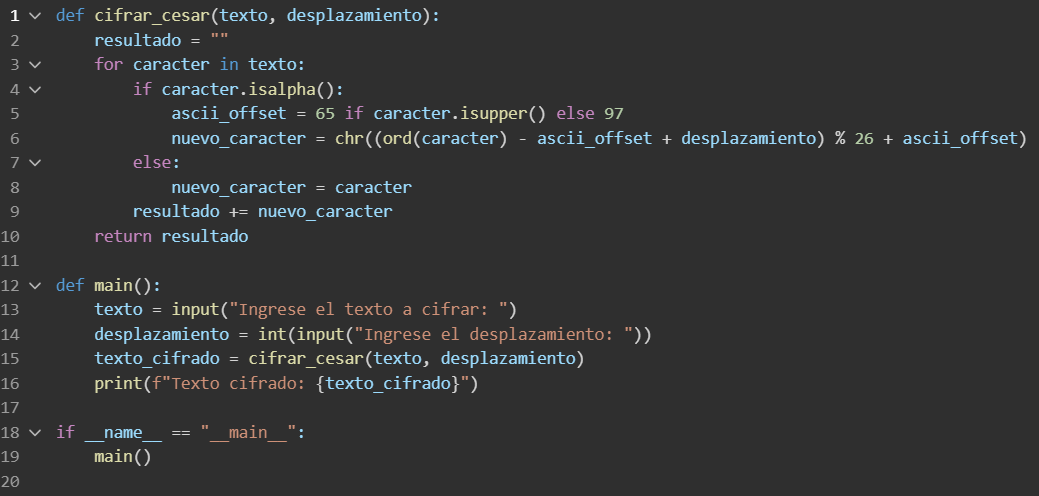 1 def cifrar_cesar(texto, desplazamiento):
2     resultado = ""
3     for caracter in texto:
4         if caracter.isalpha():
5             ascii_offset = 65 if caracter.isupper() else 97
6             nuevo_caracter = chr((ord(caracter) - ascii_offset + desplazamiento) % 26 + ascii_offset)
7         else:
8             nuevo_caracter = caracter
9         resultado += nuevo_caracter
10     return resultado
11
12 def main():
13     texto = input("Ingrese el texto a cifrar: ")
14     desplazamiento = int(input("Ingrese el desplazamiento: "))
15     texto_cifrado = cifrar_cesar(texto, desplazamiento)
16     print(f"Texto cifrado: {texto_cifrado}")
17
18 if __name__ == "__main__":
19     main()
20